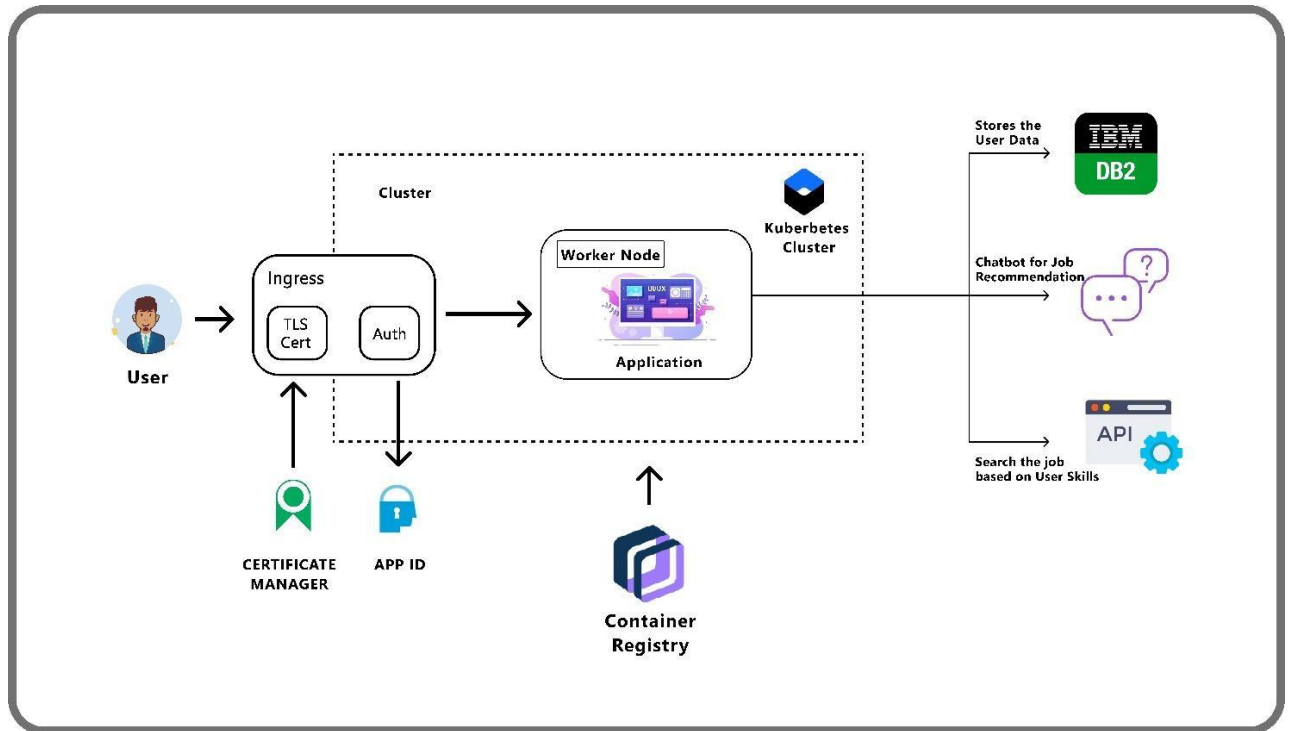 Stores the
User Data
IBM
DB2
Cluster
Kuberbetes
Cluster
Worker Node
UI/UX
Ingress
TLS
Cert
Auth
Application
User
Chatbot for Job
Recommendation
?
API
Search the job
based on User Skills
CERTIFICATE
MANAGER
APP ID
Container
Registry